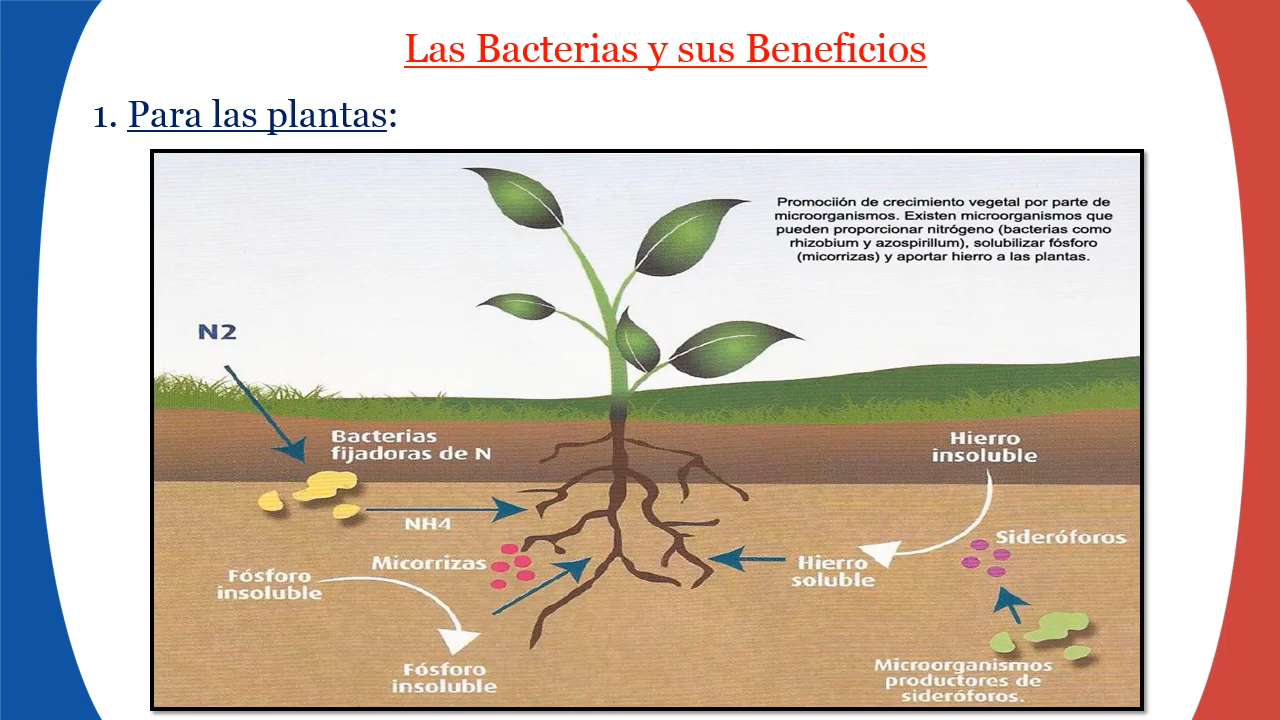 Las Bacterias y sus Beneficios
1. Para las plantas:
Promociión de crecimiento vegetal por parte de
microorganismos. Existen microorganismos que
pueden proporcionar nitrógeno (bacterias como
rhizobium y azospirillum), solubilizar fósforo
(micorrizas) y aportar hierro a las plantas.
N2
Bacterias
fijadoras de N
Hierro
insoluble
NH4
Sideróforos
Micorrizas
Hierro
soluble
Fósforo
insoluble
Fósforo
insoluble
Microorganismos
productores de
sideróforos.